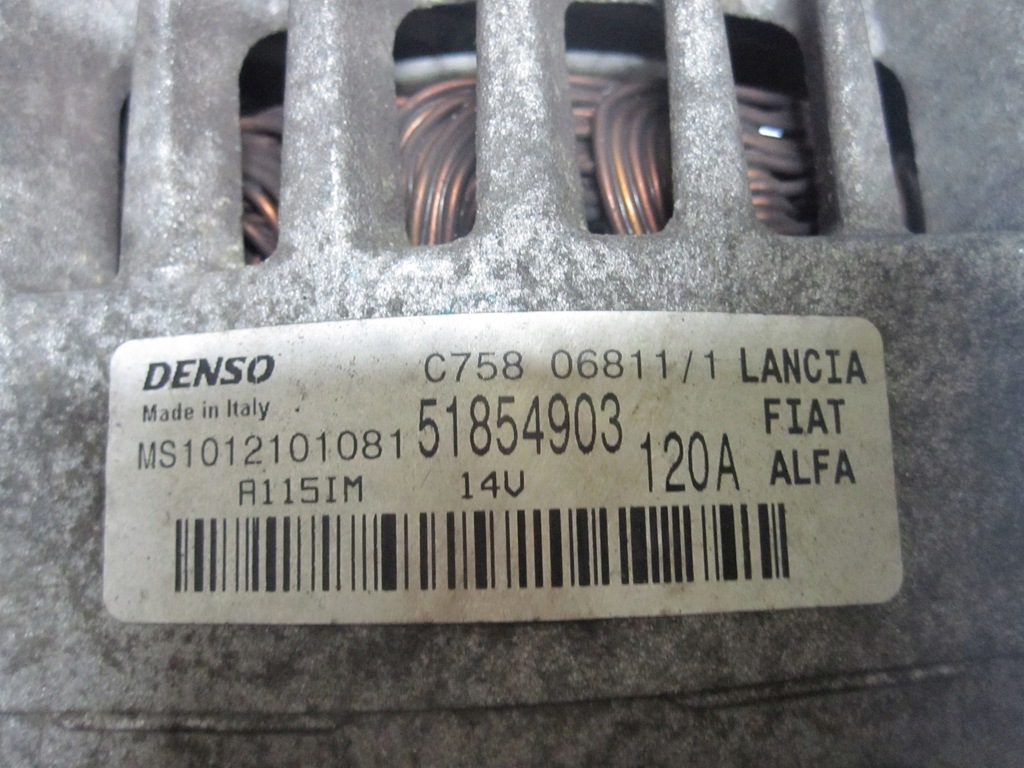 DENSO C758 06811/1 LANCIA
Made in Italy 51854903 FIAT
MS1012101081 120A ALFA
A115IM 14V